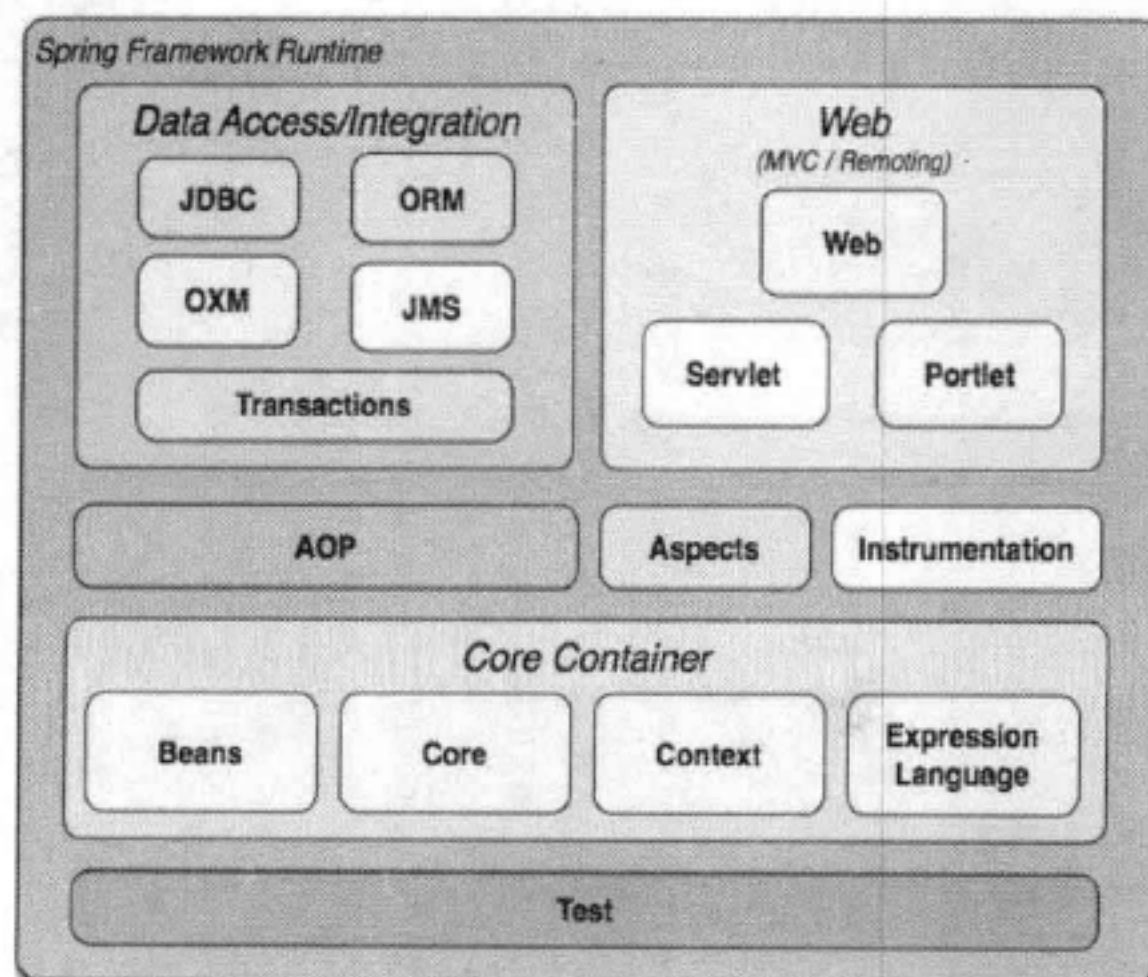 Spring Framework Runtime
Data Access/Integration
JDBC
ORM
OXM
JMS
Transactions
Web
(MVC / Remoting)
Web
Servlet
Portlet
AOP
Aspects
Instrumentation
Core Container
Beans
Core
Context
Expression
Language
Test